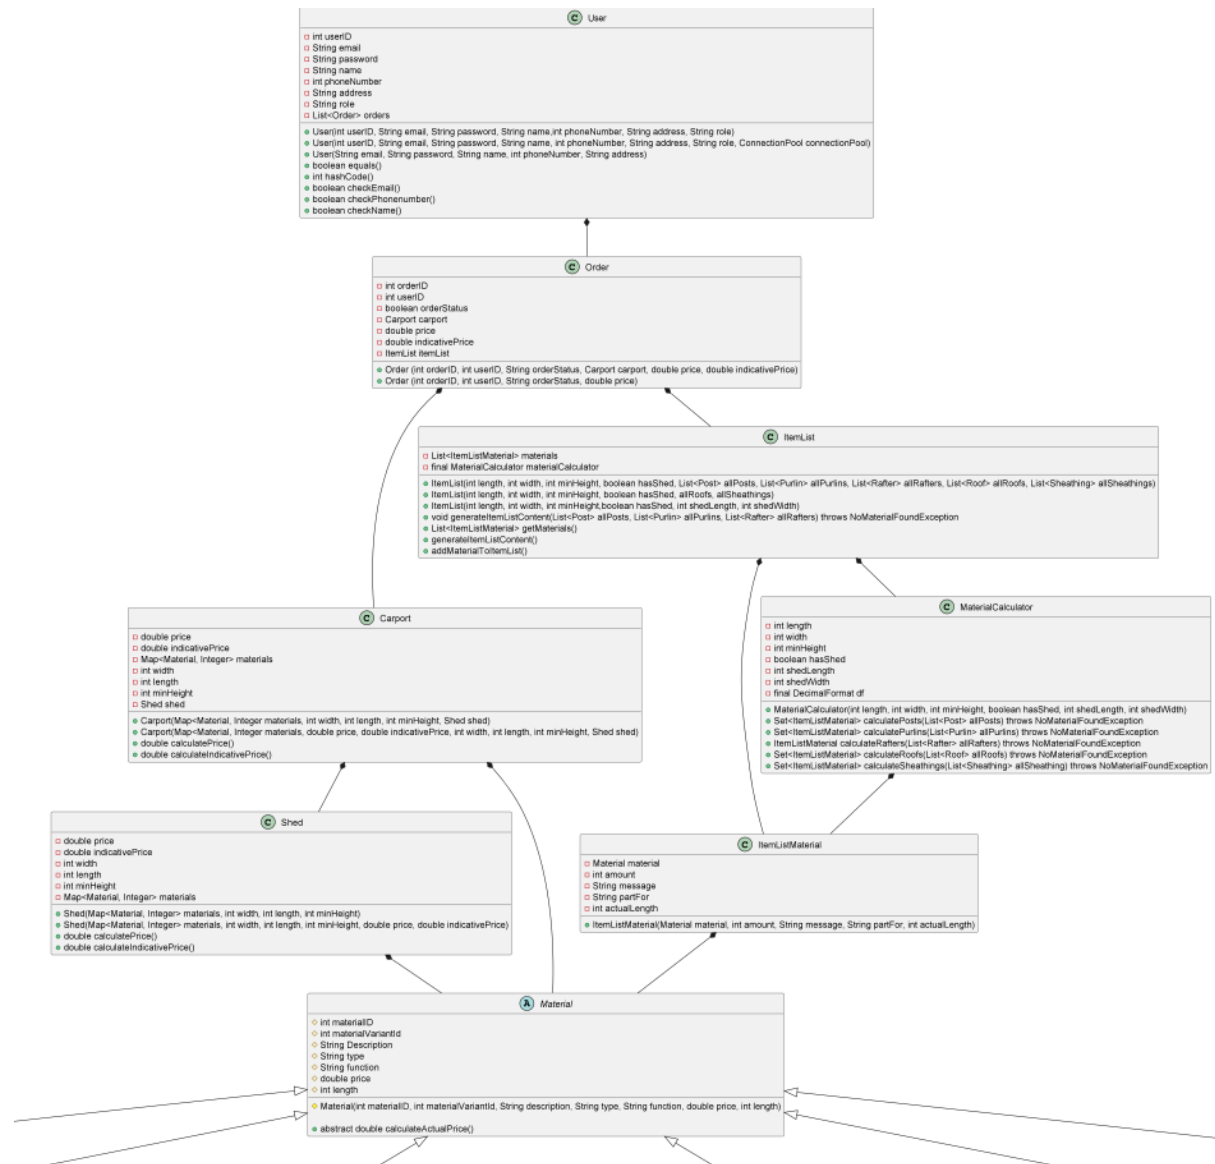 C User
int userID
String email
String password
String name
int phoneNumber
String address
String role
List<Order> orders
User(int userID, String email, String password, String name,int phoneNumber, String address, String role)
User(int userID, String email, String password, String name, int phoneNumber, String address, String role, ConnectionPool connectionPool)
User(String email, String password, String name, int phoneNumber, String address)
boolean equals()
int hashCode()
boolean checkEmail()
boolean checkPhonenumber()
boolean checkName()
C Order
int orderID
int userID
boolean orderStatus
Carport carport
double price
double indicativePrice
ItemList itemList
Order (int orderID, int userID, String orderStatus, Carport carport, double price, double indicativePrice)
Order (int orderID, int userID, String orderStatus, double price)
C ItemList
List<ItemListMaterial> materials
final MaterialCalculator materialCalculator
ItemList(int length, int width, int minHeight, boolean hasShed, List<Post> allPosts, List<Purlin> allPurlins, List<Rafter> allRafters, List<Roof> allRoofs, List<Sheathing> allSheathings)
ItemList(int length, int width, int minHeight, boolean hasShed, allRoofs, allSheathings)
ItemList(int length, int width, int minHeight,boolean hasShed, int shedLength, int shedWidth)
void generateItemListContent(List<Post> allPosts, List<Purlin> allPurlins, List<Rafter> allRafters) throws NoMaterialFoundException
List<ItemListMaterial> getMaterials()
generateItemListContent()
addMaterialToItemList()
C Carport
double price
double indicativePrice
Map<Material, Integer> materials
int width
int length
int minHeight
Shed shed
Carport(Map<Material, Integer materials, int width, int length, int minHeight, Shed shed)
Carport(Map<Material, Integer materials, double price, double indicativePrice, int width, int length, int minHeight, Shed shed)
double calculatePrice()
double calculateIndicativePrice()
C MaterialCalculator
int length
int width
int minHeight
boolean hasShed
int shedLength
int shedWidth
final DecimalFormat df
MaterialCalculator(int length, int width, int minHeight, boolean hasShed, int shedLength, int shedWidth)
Set<ItemListMaterial> calculatePosts(List<Post> allPosts) throws NoMaterialFoundException
Set<ItemListMaterial> calculatePurlins(List<Purlin> allPurlins) throws NoMaterialFoundException
ItemListMaterial calculateRafters(List<Rafter> allRafters) throws NoMaterialFoundException
Set<ItemListMaterial> calculateRoofs(List<Roof> allRoofs) throws NoMaterialFoundException
Set<ItemListMaterial> calculateSheathings(List<Sheathing> allSheathing) throws NoMaterialFoundException
C Shed
double price
double indicativePrice
int width
int length
int minHeight
Map<Material, Integer> materials
Shed(Map<Material, Integer> materials, int width, int length, int minHeight)
Shed(Map<Material, Integer> materials, int width, int length, int minHeight, double price, double indicativePrice)
double calculatePrice()
double calculateIndicativePrice()
C ItemListMaterial
Material material
int amount
String message
String partFor
int actualLength
ItemListMaterial(Material material, int amount, String message, String partFor, int actualLength)
A Material
int materialID
int materialVariantId
String Description
String type
String function
double price
int length
Material(int materialID, int materialVariantId, String description, String type, String function, double price, int length)
abstract double calculateActualPrice()